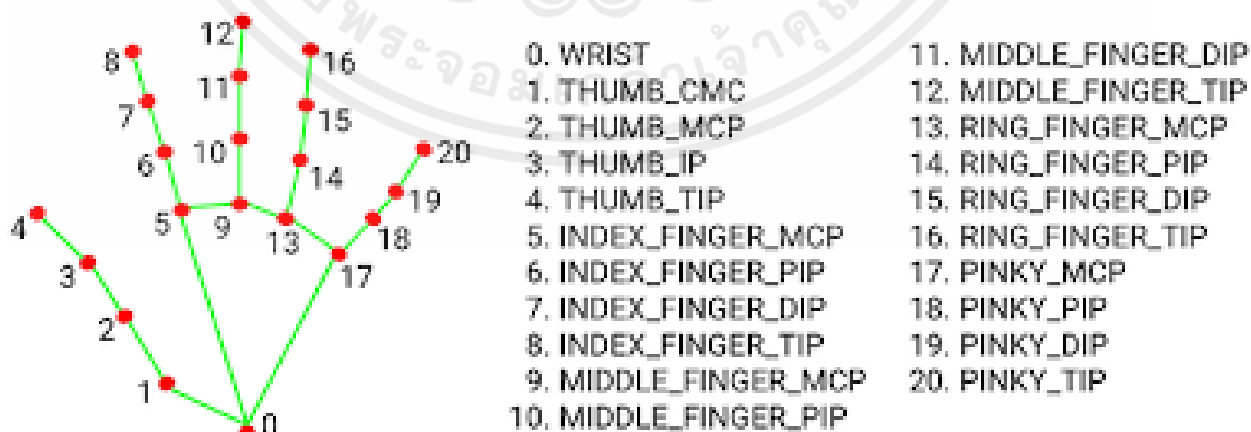 12
8
16
11
7
15
10
6
20
14
19
4
5
9
13
18
3
17
2
1
0
0. WRIST
1. THUMB_CMC
2. THUMB_MCP
3. THUMB_IP
4. THUMB_TIP
5. INDEX_FINGER_MCP
6. INDEX_FINGER_PIP
7. INDEX_FINGER_DIP
8. INDEX_FINGER_TIP
9. MIDDLE_FINGER_MCP
10. MIDDLE_FINGER_PIP
11. MIDDLE_FINGER_DIP
12. MIDDLE_FINGER_TIP
13. RING_FINGER_MCP
14. RING_FINGER_PIP
15. RING_FINGER_DIP
16. RING_FINGER_TIP
17. PINKY_MCP
18. PINKY_PIP
19. PINKY_DIP
20. PINKY_TIP